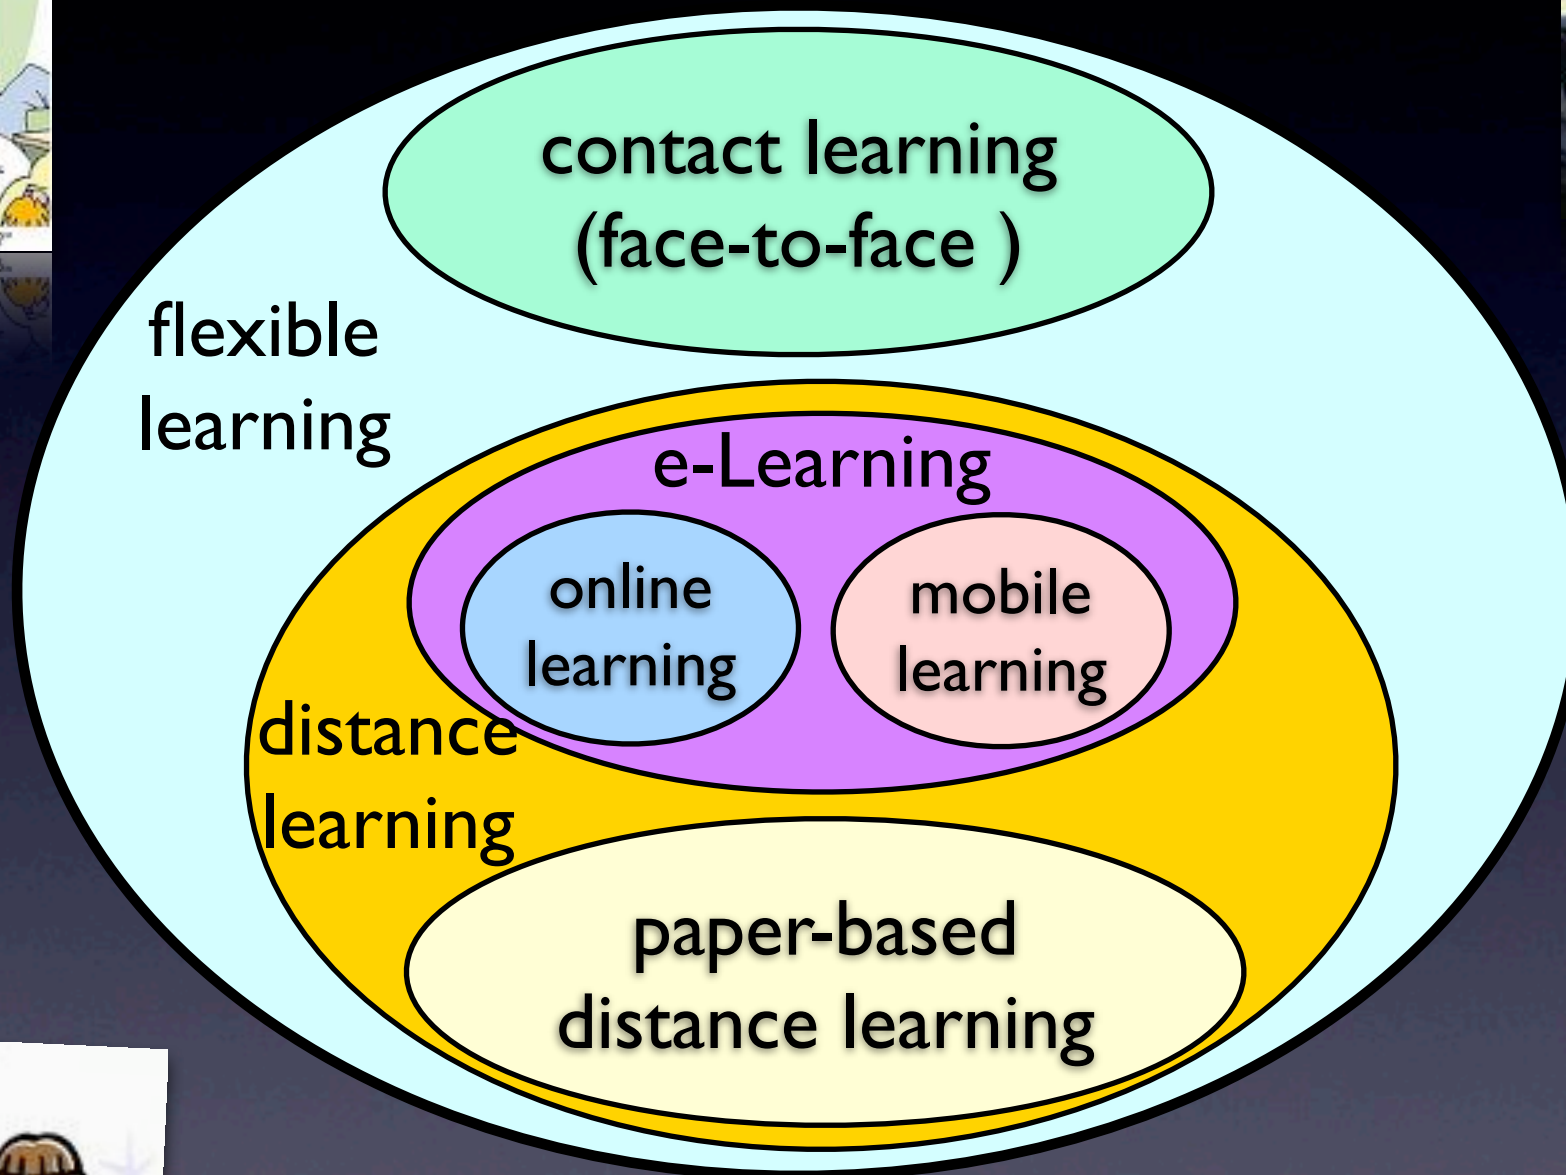 contact learning
(face-to-face )
flexible
learning
e-Learning
online
learning
mobile
learning
distance
learning
paper-based
distance learning